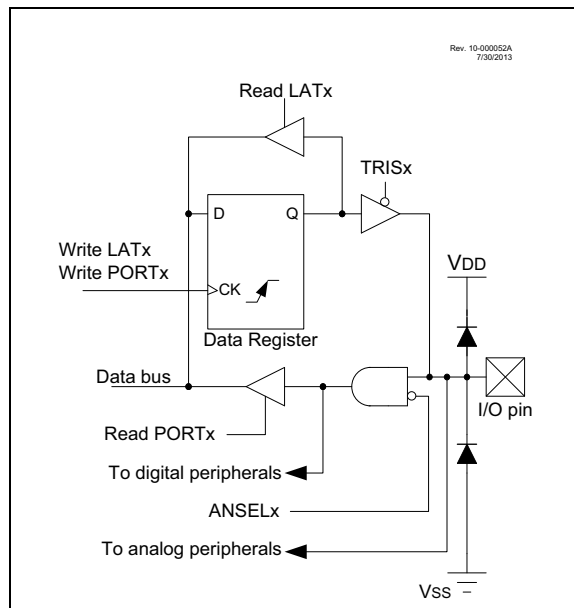 Rev. 10-000052A
7/30/2013
Read LATx
TRISx
D
Q
Write LATx
Write PORTx
CK
VDD
Data Register
Data bus
I/O pin
Read PORTx
To digital peripherals
ANSELx
To analog peripherals
VSS